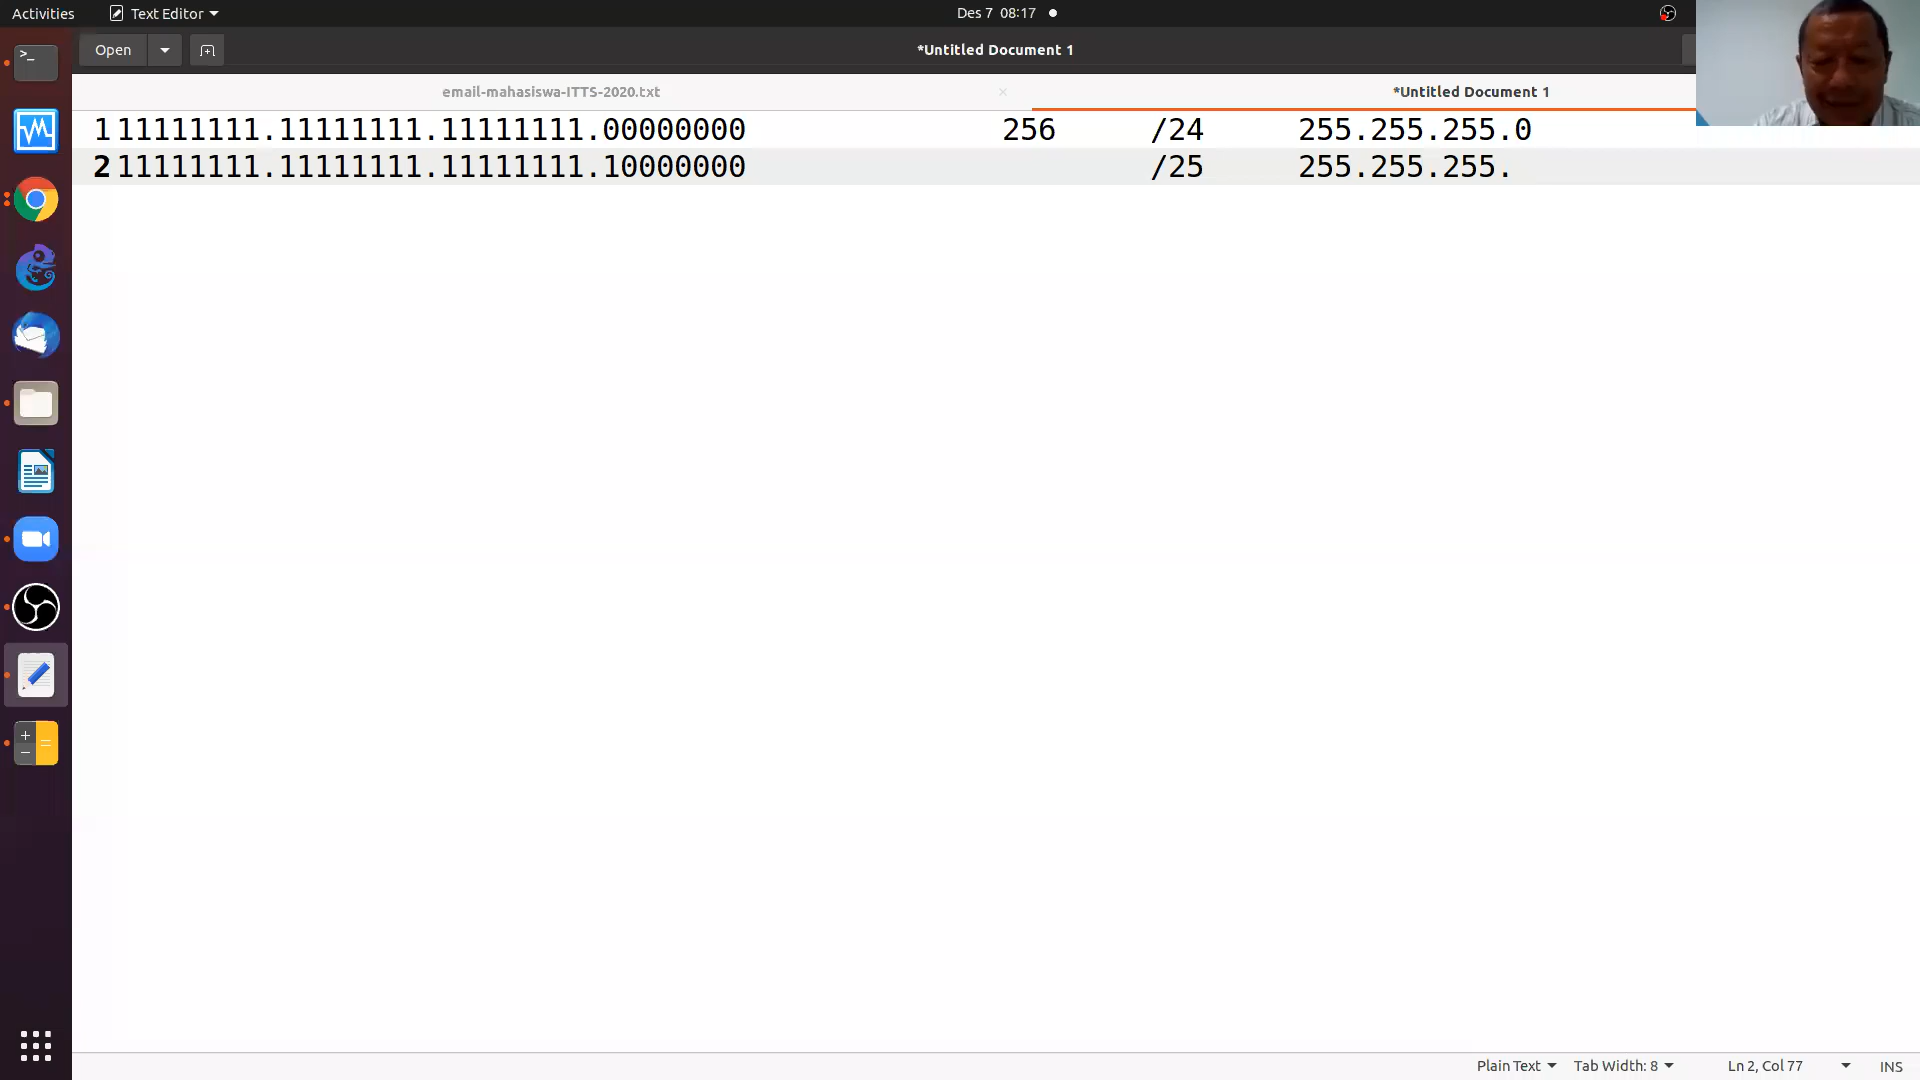 Activities Text Editor Des 7 08:17
Open *Untitled Document 1
email-mahasiswa-ITTS-2020.txt × *Untitled Document 1
1 11111111.11111111.11111111.00000000 256 /24 255.255.255.0
2 11111111.11111111.11111111.10000000 /25 255.255.255.
Plain Text Tab Width: 8 Ln 2, Col 77 INS